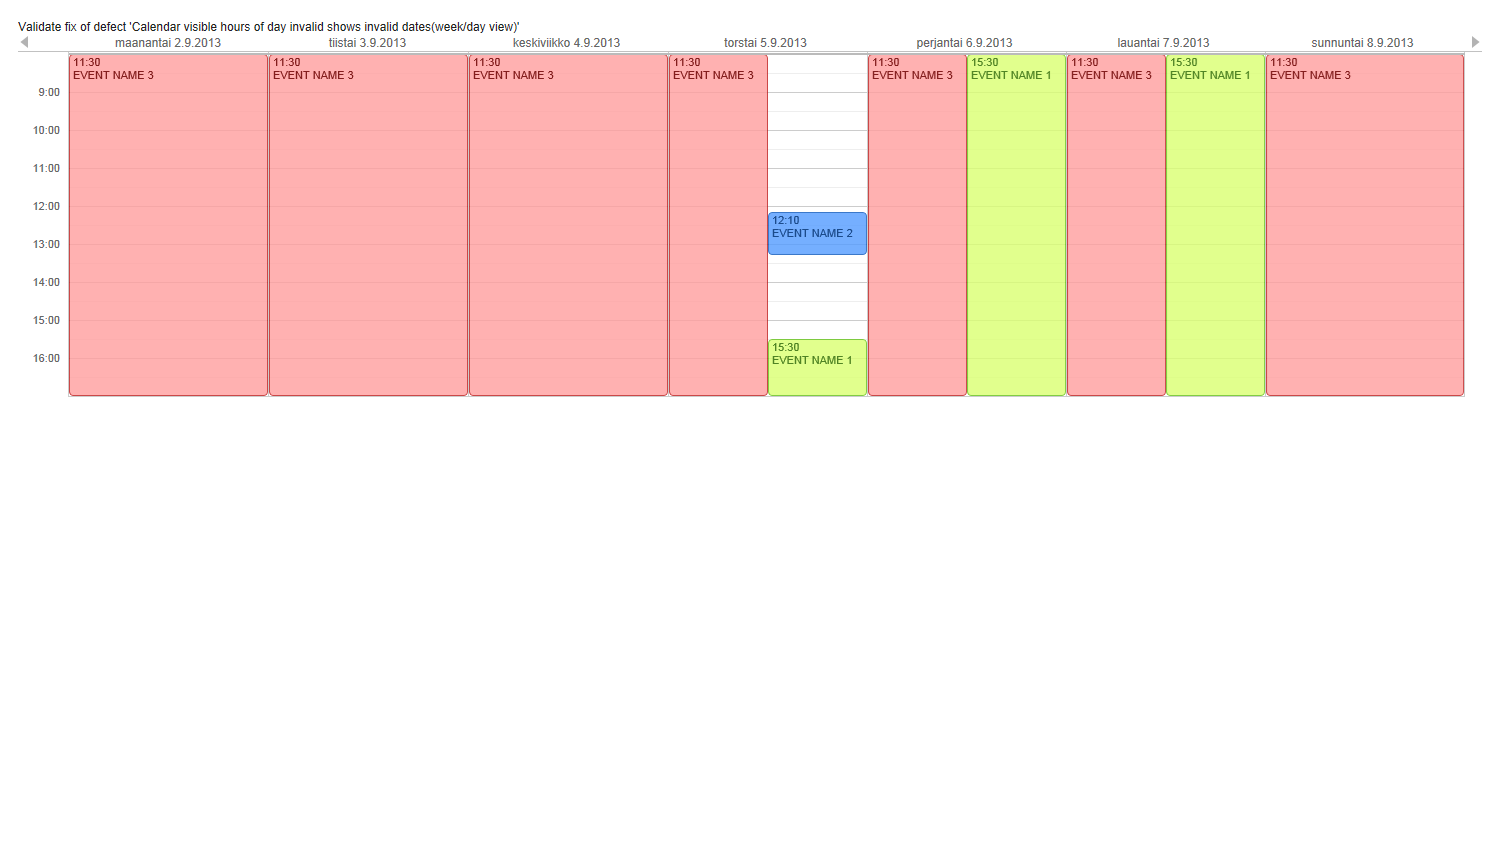 Validate fix of defect 'Calendar visible hours of day invalid shows invalid dates(week/day view)'
maanantai 2.9.2013 tiistai 3.9.2013 keskiviikko 4.9.2013 torstai 5.9.2013 perjantai 6.9.2013 lauantai 7.9.2013 sunnuntai 8.9.2013
11:30 11:30 11:30 11:30 11:30 15:30 11:30 15:30 11:30
EVENT NAME 3 EVENT NAME 3 EVENT NAME 3 EVENT NAME 3 EVENT NAME 3 EVENT NAME 1 EVENT NAME 3 EVENT NAME 1 EVENT NAME 3
9:00
10:00
11:00
12:00
12:10
EVENT NAME 2
13:00
14:00
15:00
15:30
16:00 EVENT NAME 1